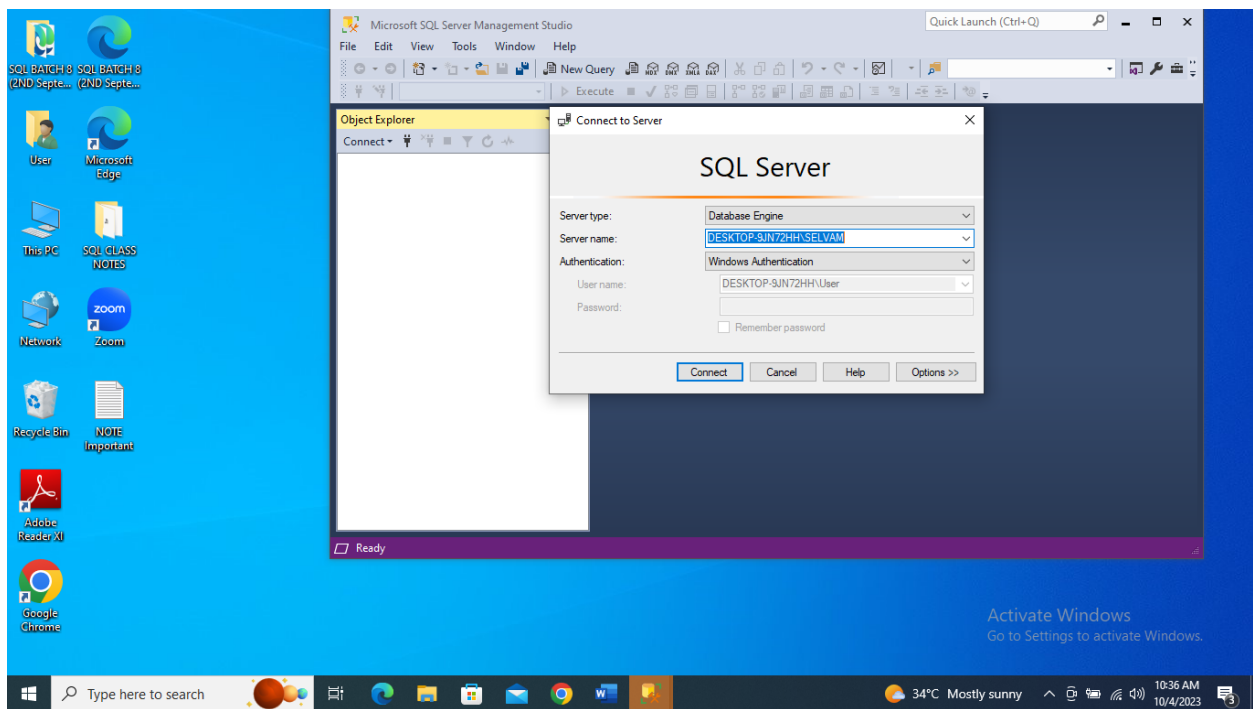 SQL BATCH 8 (2ND Septe...
SQL BATCH 8 (2ND Septe...
User
Microsoft Edge
This PC
SQL CLASS NOTES
Network
zoom
Zoom
Recycle Bin
NOTE Important
Adobe Reader XI
Google Chrome
Microsoft SQL Server Management Studio
Quick Launch (Ctrl+Q)
File Edit View Tools Window Help
New Query MDX DMX XMLA DAX
Execute
Object Explorer
Connect
Connect to Server
SQL Server
Server type: Database Engine
Server name: DESKTOP-9JN72HH\SELVAM
Authentication: Windows Authentication
User name: DESKTOP-9JN72HH\User
Password:
Remember password
Connect Cancel Help Options >>
Ready
Activate Windows
Go to Settings to activate Windows.
Type here to search
34°C Mostly sunny
10:36 AM
10/4/2023
3